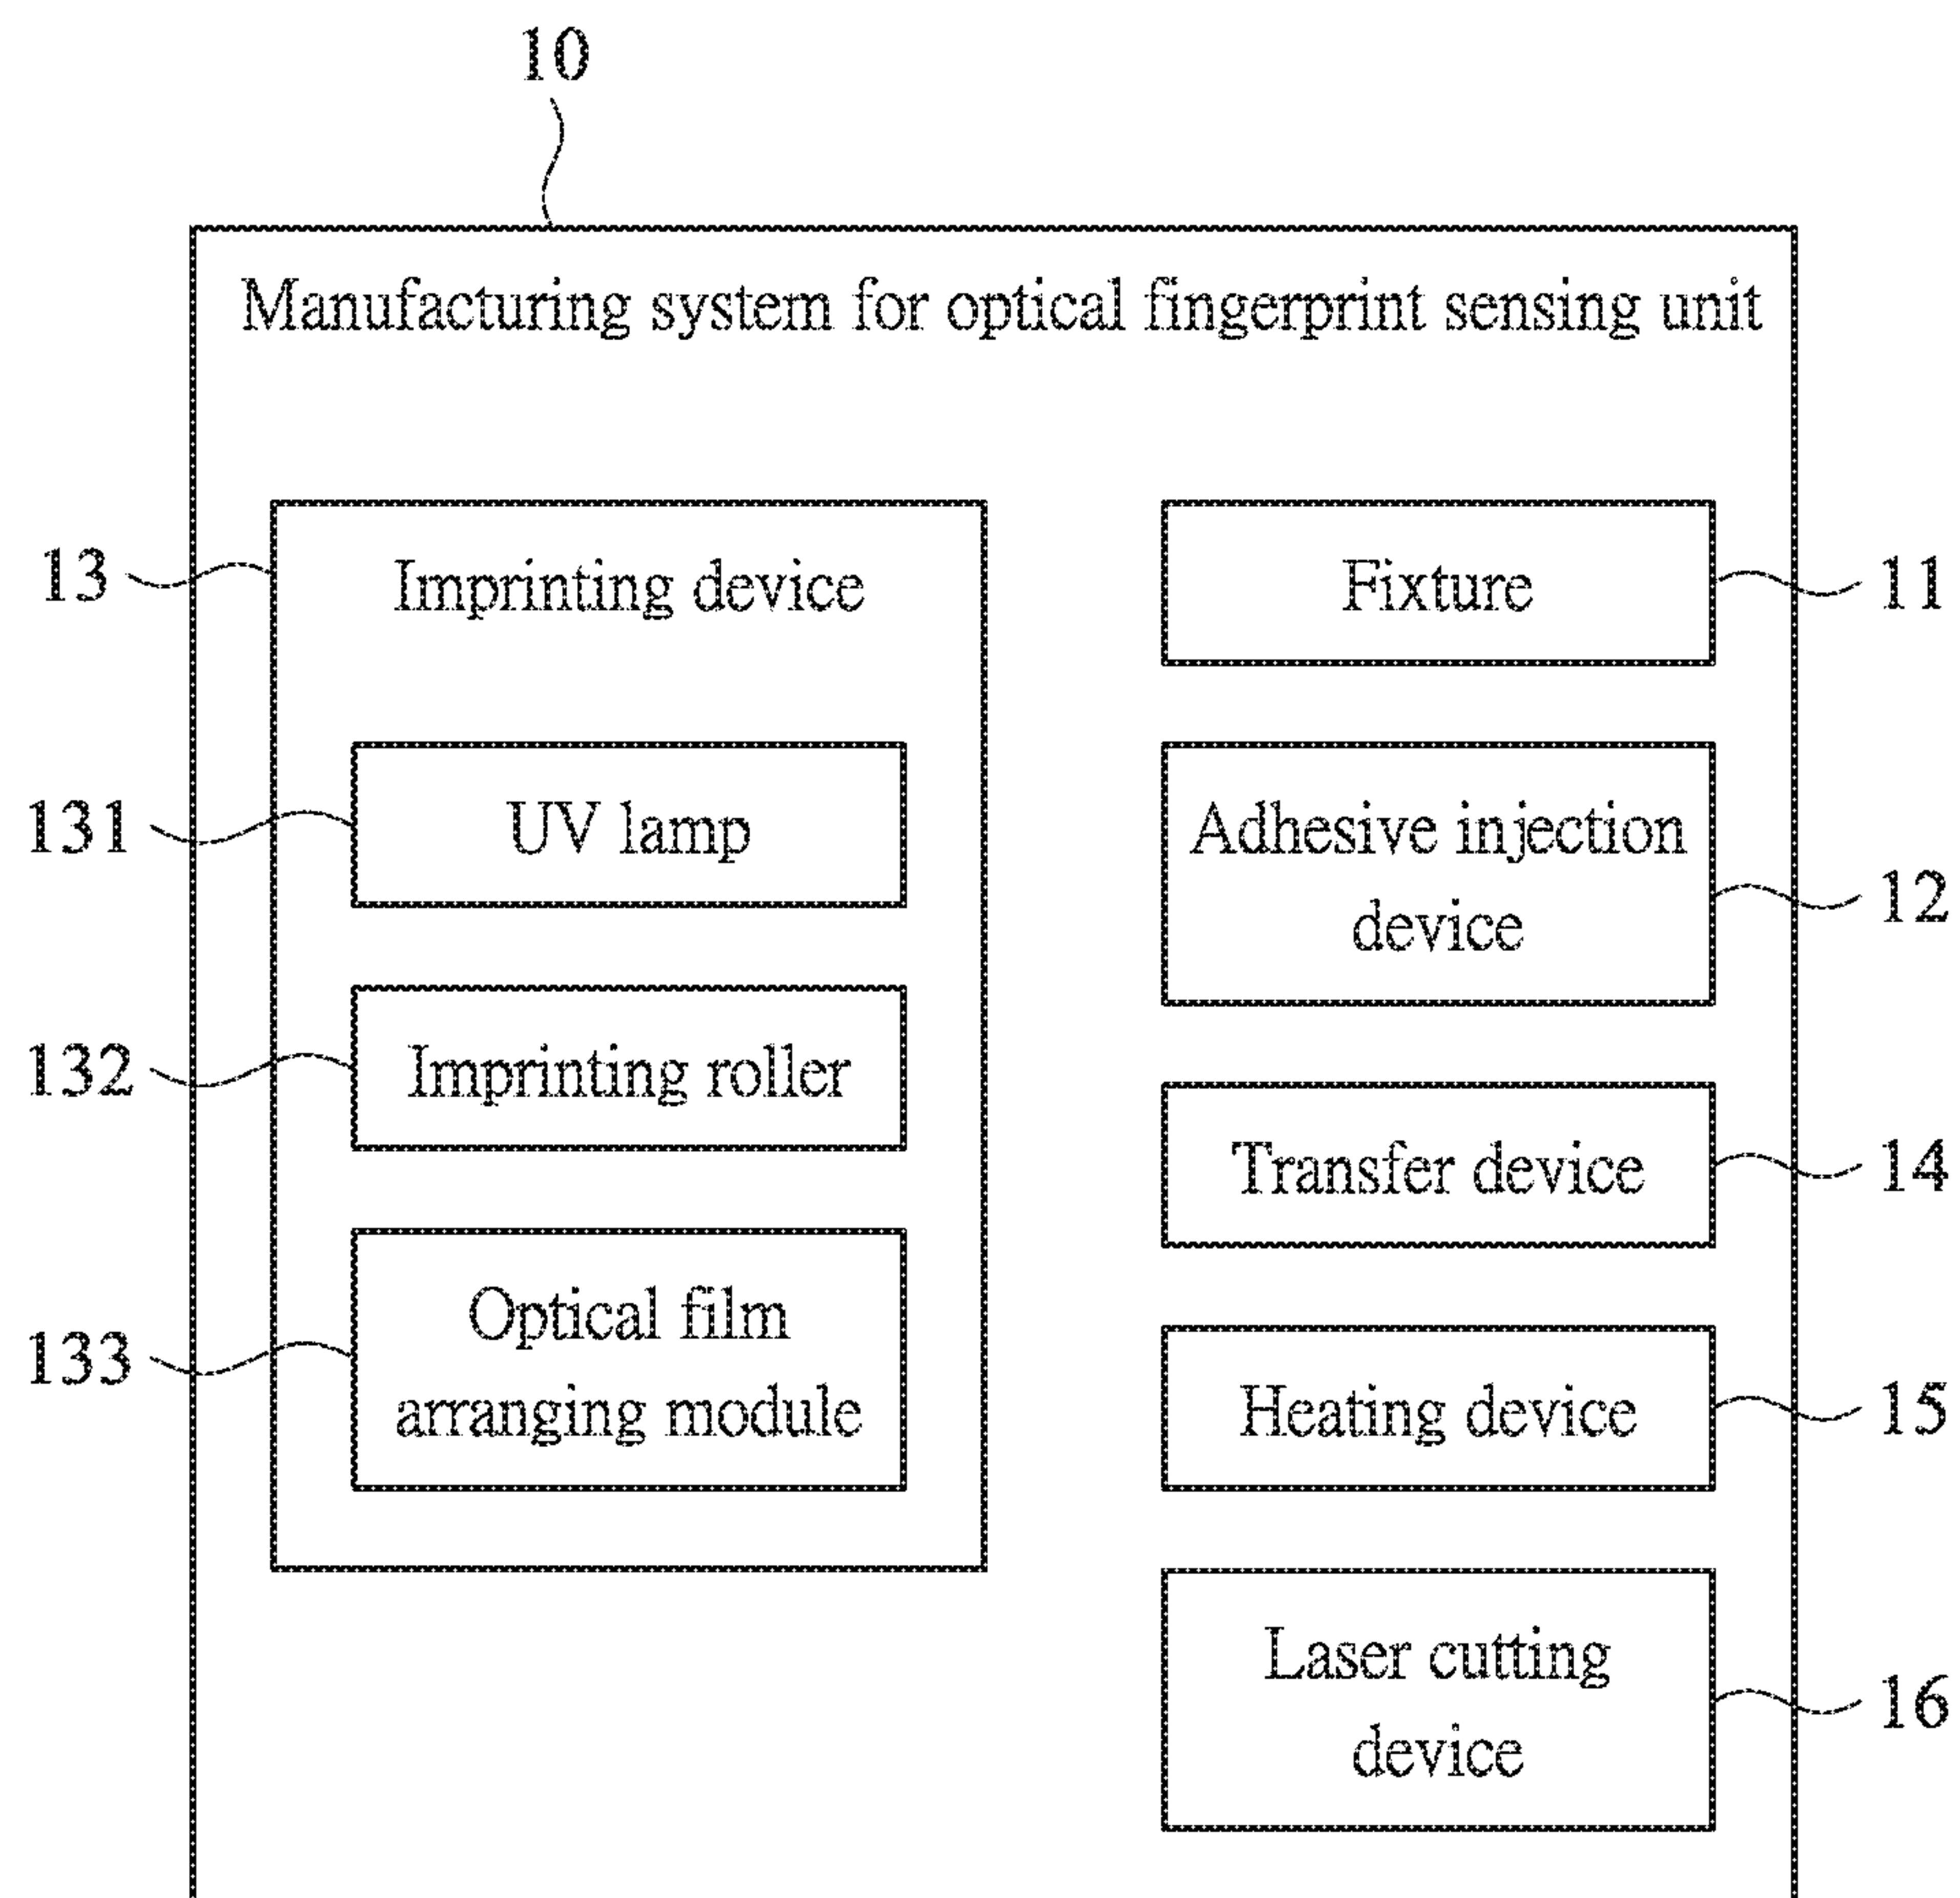 10
Manufacturing system for optical fingerprint sensing unit
13
Imprinting device
131
UV lamp
132
Imprinting roller
133
Optical film
arranging module
Fixture
11
Adhesive injection
device
12
Transfer device
14
Heating device
15
Laser cutting
device
16